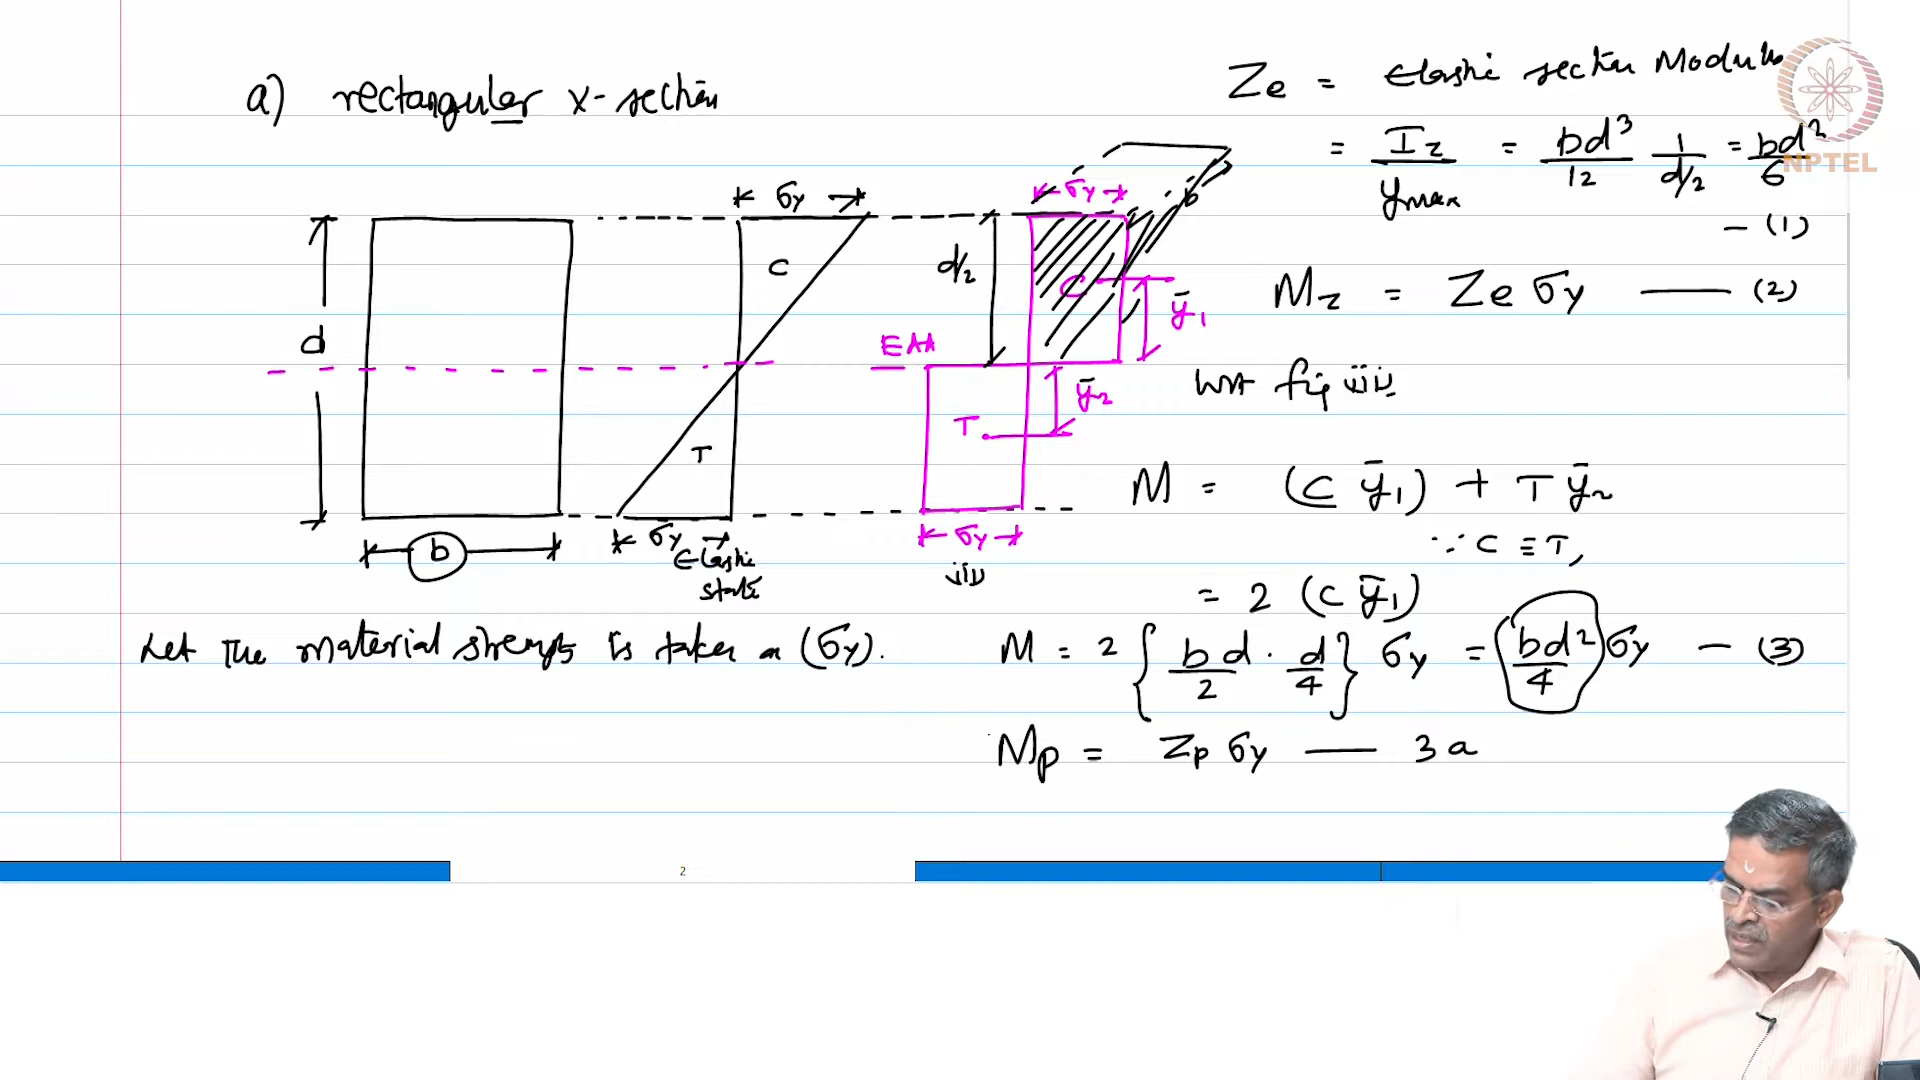 a) rectangular x-section
Ze = Elastic section Modulus
= Iz / ymax = bd³/12 1/(d/2) = bd²/6 — (1)
NPTEL
σy
σy
b
d
C
T
d/2
C
ȳ1
EAA
ȳ2
T
Mz = Ze σy —— (2)
wrt fig iii)
M = (C ȳ1) + T ȳ2
∵ C ≡ T,
= 2 (C ȳ1)
b
σy
Elastic
state
σy
iii)
Let the material strength is taken as (σy).
M = 2 { bd/2 · d/4 } σy = (bd²/4) σy — (3)
Mp = Zp σy —— 3a
2